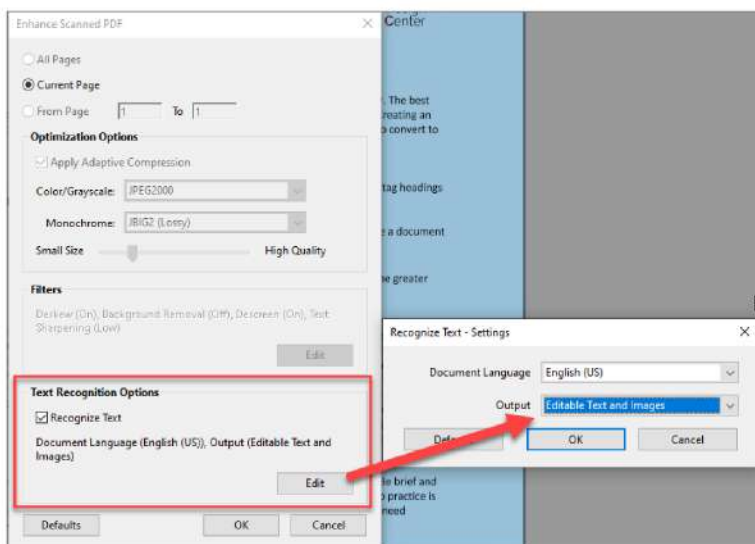 Enhance Scanned PDF
All Pages
Current Page
From Page 1 To 1
Optimization Options
Apply Adaptive Compression
Color/Grayscale: JPEG2000
Monochrome: JBIG2 (Lossy)
Small Size High Quality
Filters
Deskew (On), Background Removal (Off), Descreen (On), Text
Sharpening (Low)
Edit
Text Recognition Options
Recognize Text
Document Language (English (US)), Output (Editable Text and
Images)
Edit
Defaults OK Cancel
Center
. The best
reating an
o convert to
tag headings
e a document
ne greater
Recognize Text - Settings
Document Language English (US)
Output Editable Text and Images
OK Cancel
le brief and
practice is
need